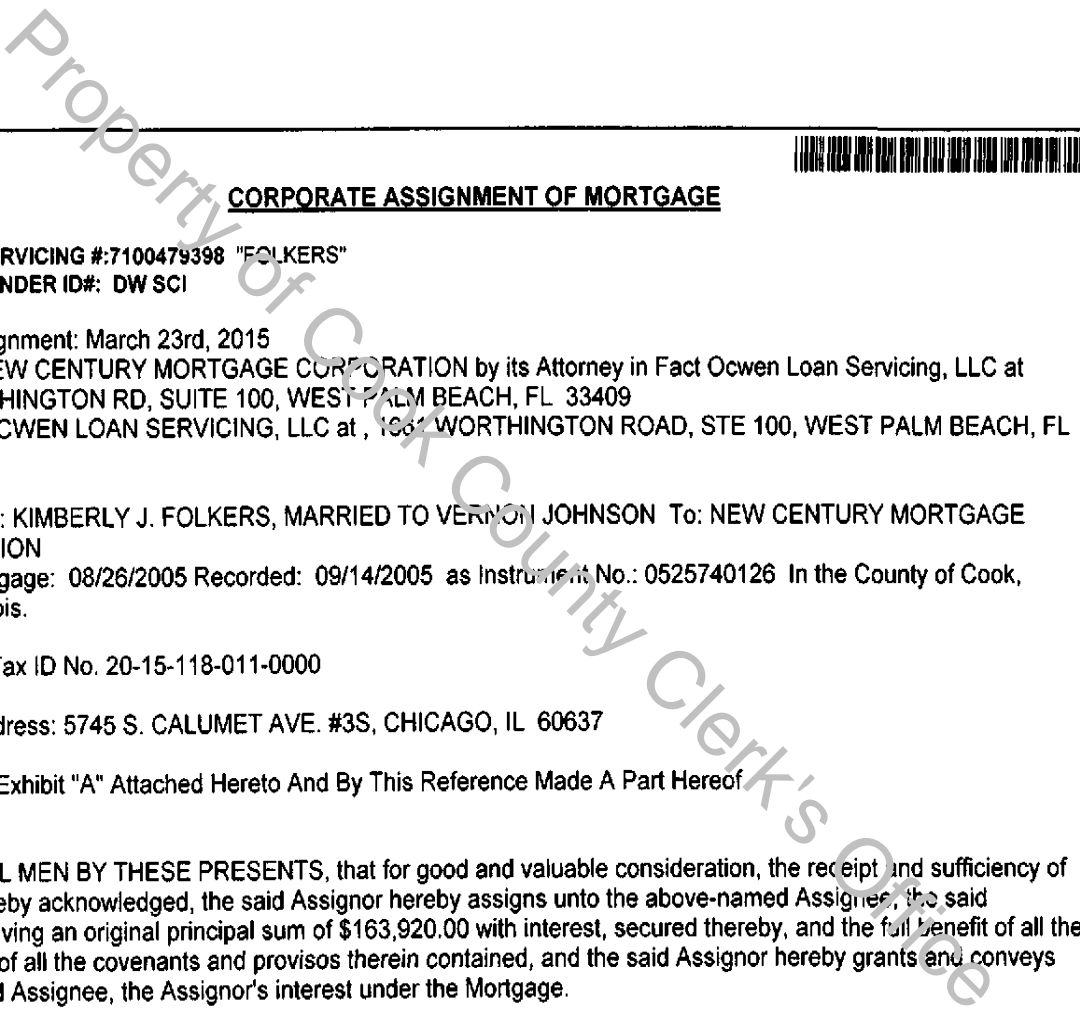 Property of Cook County Clerk's Office
CORPORATE ASSIGNMENT OF MORTGAGE
RVICING #:7100479398 "FOLKERS"
NDER ID#: DW SCI
gnment: March 23rd, 2015
EW CENTURY MORTGAGE CORPORATION by its Attorney in Fact Ocwen Loan Servicing, LLC at
HINGTON RD, SUITE 100, WEST PALM BEACH, FL 33409
CWEN LOAN SERVICING, LLC at , 1661 WORTHINGTON ROAD, STE 100, WEST PALM BEACH, FL
: KIMBERLY J. FOLKERS, MARRIED TO VERNON JOHNSON To: NEW CENTURY MORTGAGE
ION
gage: 08/26/2005 Recorded: 09/14/2005 as Instrument No.: 0525740126 In the County of Cook,
ois.
Tax ID No. 20-15-118-011-0000
dress: 5745 S. CALUMET AVE. #3S, CHICAGO, IL 60637
Exhibit "A" Attached Hereto And By This Reference Made A Part Hereof
L MEN BY THESE PRESENTS, that for good and valuable consideration, the receipt and sufficiency of
eby acknowledged, the said Assignor hereby assigns unto the above-named Assignee, the said
ving an original principal sum of $163,920.00 with interest, secured thereby, and the full benefit of all the
of all the covenants and provisos therein contained, and the said Assignor hereby grants and conveys
d Assignee, the Assignor's interest under the Mortgage.